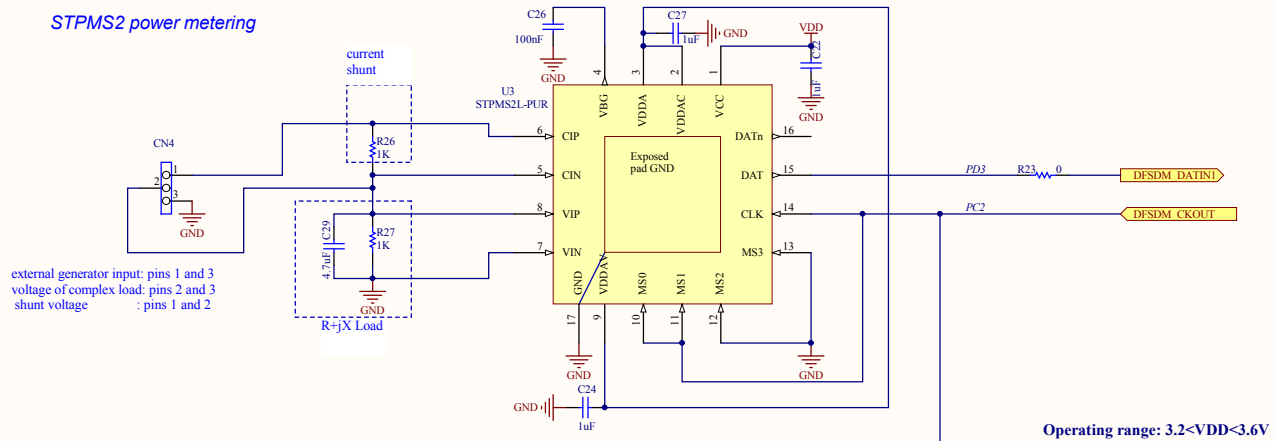 STPMS2 power metering
C26
100nF
GND
C27
1uF
GND
VDD
C22
1uF
GND
current
shunt
U3
STPMS2L-PUR
4
3
2
1
VBG
VDDA
VDDAC
VCC
CN4
1
2
3
GND
R26
1K
6
CIP
5
CIN
8
VIP
7
VIN
Exposed
pad GND
DATn
16
DAT
15
CLK
14
MS3
13
PD3
R23
0
DFSDM_DATIN1
PC2
DFSDM_CKOUT
C29
4.7uF
R27
1K
GND
R+jX Load
external generator input: pins 1 and 3
voltage of complex load: pins 2 and 3
shunt voltage : pins 1 and 2
GND
VDDAV
MS0
MS1
MS2
17
9
10
11
12
GND
GND
C24
GND
1uF
Operating range: 3.2<VDD<3.6V